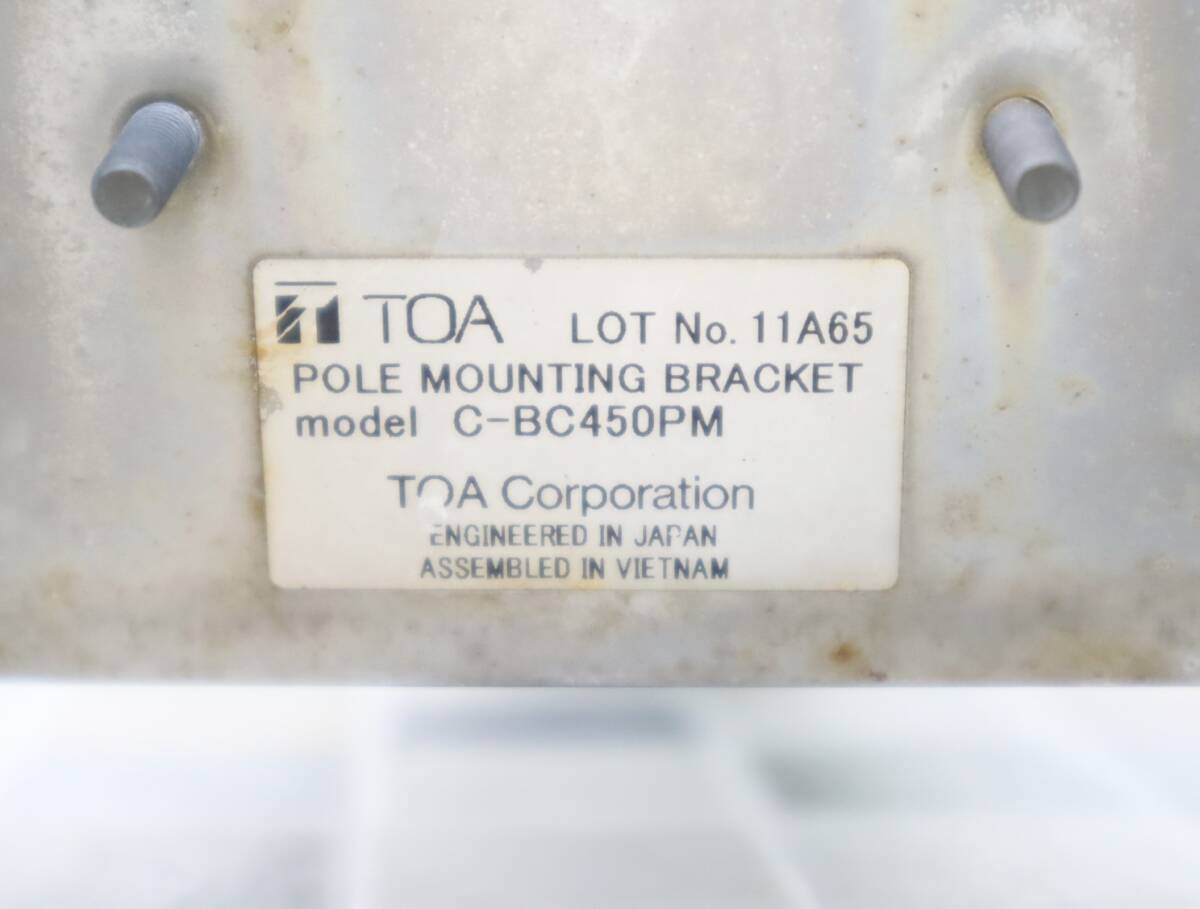 TOA LOT No. 11A65
POLE MOUNTING BRACKET
model C-BC450PM
TOA Corporation
ENGINEERED IN JAPAN
ASSEMBLED IN VIETNAM